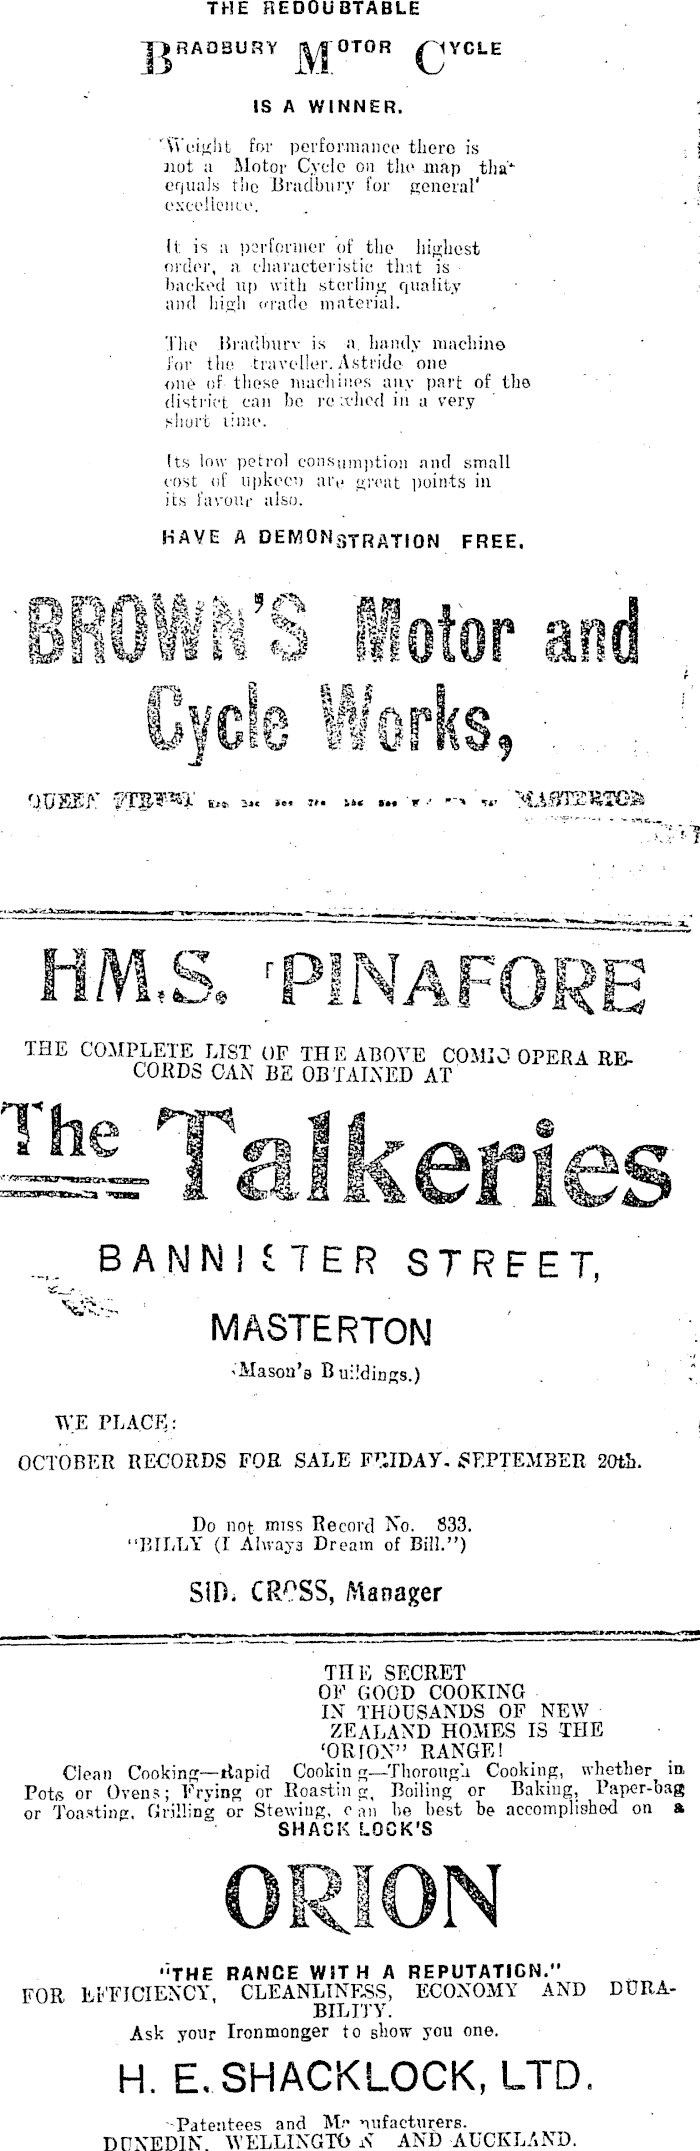 THE REDOUBTABLE
BRADBURY MOTOR CYCLE
IS A WINNER.
Weight for performance there is
not a Motor Cycle on the map that
equals the Bradbury for general
excellence.
It is a performer of the highest
order, a characteristic that is
backed up with sterling quality
and high grade material.
The Bradbury is a handy machine
for the traveller. Astride one
one of these machines any part of the
district can be reached in a very
short time.
Its low petrol consumption and small
cost of upkeep are great points in
its favour also.
HAVE A DEMONSTRATION FREE.
BROWN'S Motor and
Cycle Works,
QUEEN STREET MASTERTON
H.M.S. 'PINAFORE
THE COMPLETE LIST OF THE ABOVE COMIC OPERA RE-
CORDS CAN BE OBTAINED AT
The Talkeries
BANNISTER STREET,
MASTERTON
(Mason's Buildings.)
WE PLACE:
OCTOBER RECORDS FOR SALE FRIDAY. SEPTEMBER 20th.
Do not miss Record No. 833.
"BILLY (I Always Dream of Bill.")
SID. CROSS, Manager
THE SECRET
OF GOOD COOKING
IN THOUSANDS OF NEW
ZEALAND HOMES IS THE
'ORION" RANGE!
Clean Cooking—Rapid Cooking—Thorough Cooking, whether in
Pots or Ovens; Frying or Roasting, Boiling or Baking, Paper-bag
or Toasting, Grilling or Stewing, can be best be accomplished on a
SHACKLOCK'S
ORION
"THE RANGE WITH A REPUTATION."
FOR EFFICIENCY, CLEANLINESS, ECONOMY AND DURA-
BILITY.
Ask your Ironmonger to show you one.
H. E. SHACKLOCK, LTD.
Patentees and Manufacturers.
DUNEDIN, WELLINGTON AND AUCKLAND.